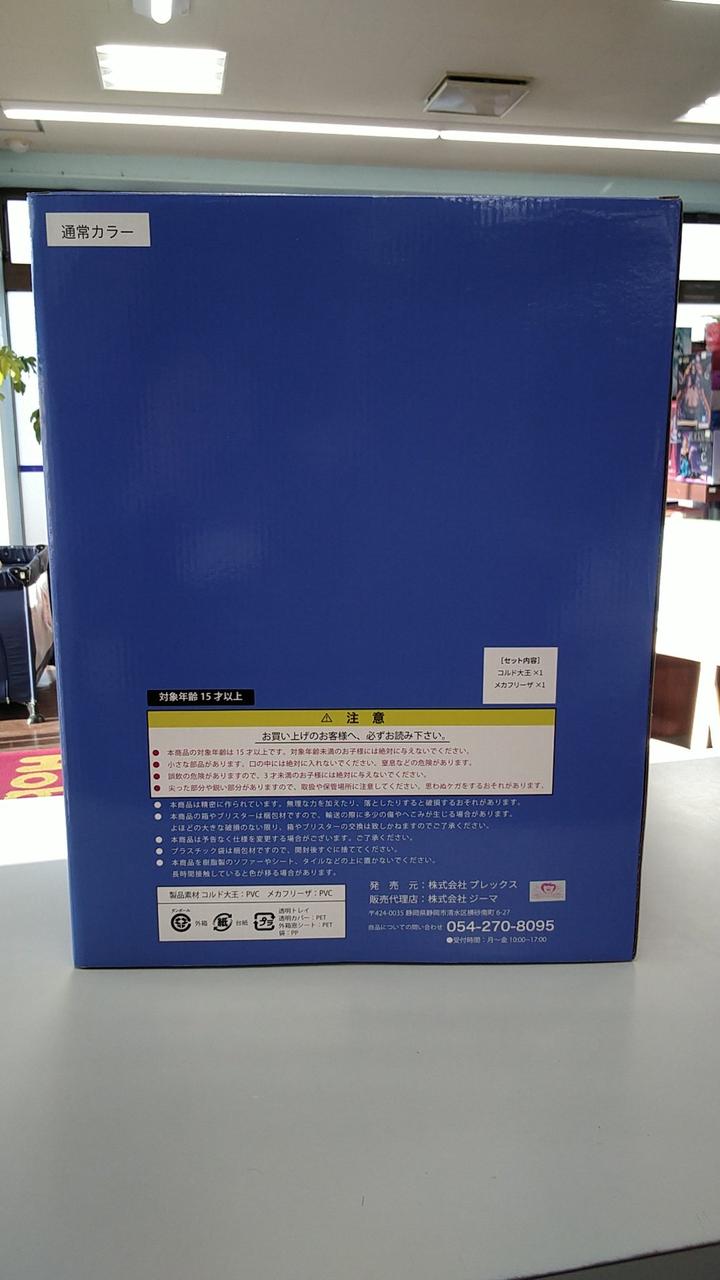 通常カラー
[セット内容]
コルド大王 ×1
メカフリーザ ×1
対象年齢 15 才以上
⚠ 注 意
お買い上げのお客様へ、必ずお読み下さい。
● 本商品の対象年齢は 15 才以上です。対象年齢未満のお子様には絶対に与えないでください。
● 小さな部品があります。口の中には絶対に入れないでください。窒息などの危険があります。
● 誤飲の危険がありますので、3 才未満のお子様には絶対に与えないでください。
● 尖った部分や鋭い部分がありますので、取扱や保管場所に注意してください。思わぬケガをするおそれがあります。
● 本商品は精密に作られています。無理な力を加えたり、落としたりすると破損するおそれがあります。
● 本商品の箱やブリスターは梱包材ですので、輸送の際に多少の傷やへこみが生じる場合があります。
よほどの大きな破損のない限り、箱やブリスターの交換は致しかねますのでご了承ください。
● 本商品は予告なく仕様を変更する場合がございます。ご了承ください。
● プラスチック袋は梱包材ですので、開封後すぐに捨ててください。
● 本商品を樹脂製のソファーやシート、タイルなどの上に置かないでください。
長時間接触していると色が移る場合があります。
製品素材 コルド大王：PVC メカフリーザ：PVC
ダンボール
外箱
紙
台紙
プラ
透明トレイ
透明カバー：PET
外箱窓シート：PET
袋：PP
発 売 元：株式会社 プレックス
販売代理店：株式会社 ジーマ
〒424-0035 静岡県静岡市清水区横砂南町 6-27
商品についての問い合わせ 054-270-8095
●受付時間：月～金 10:00~17:00